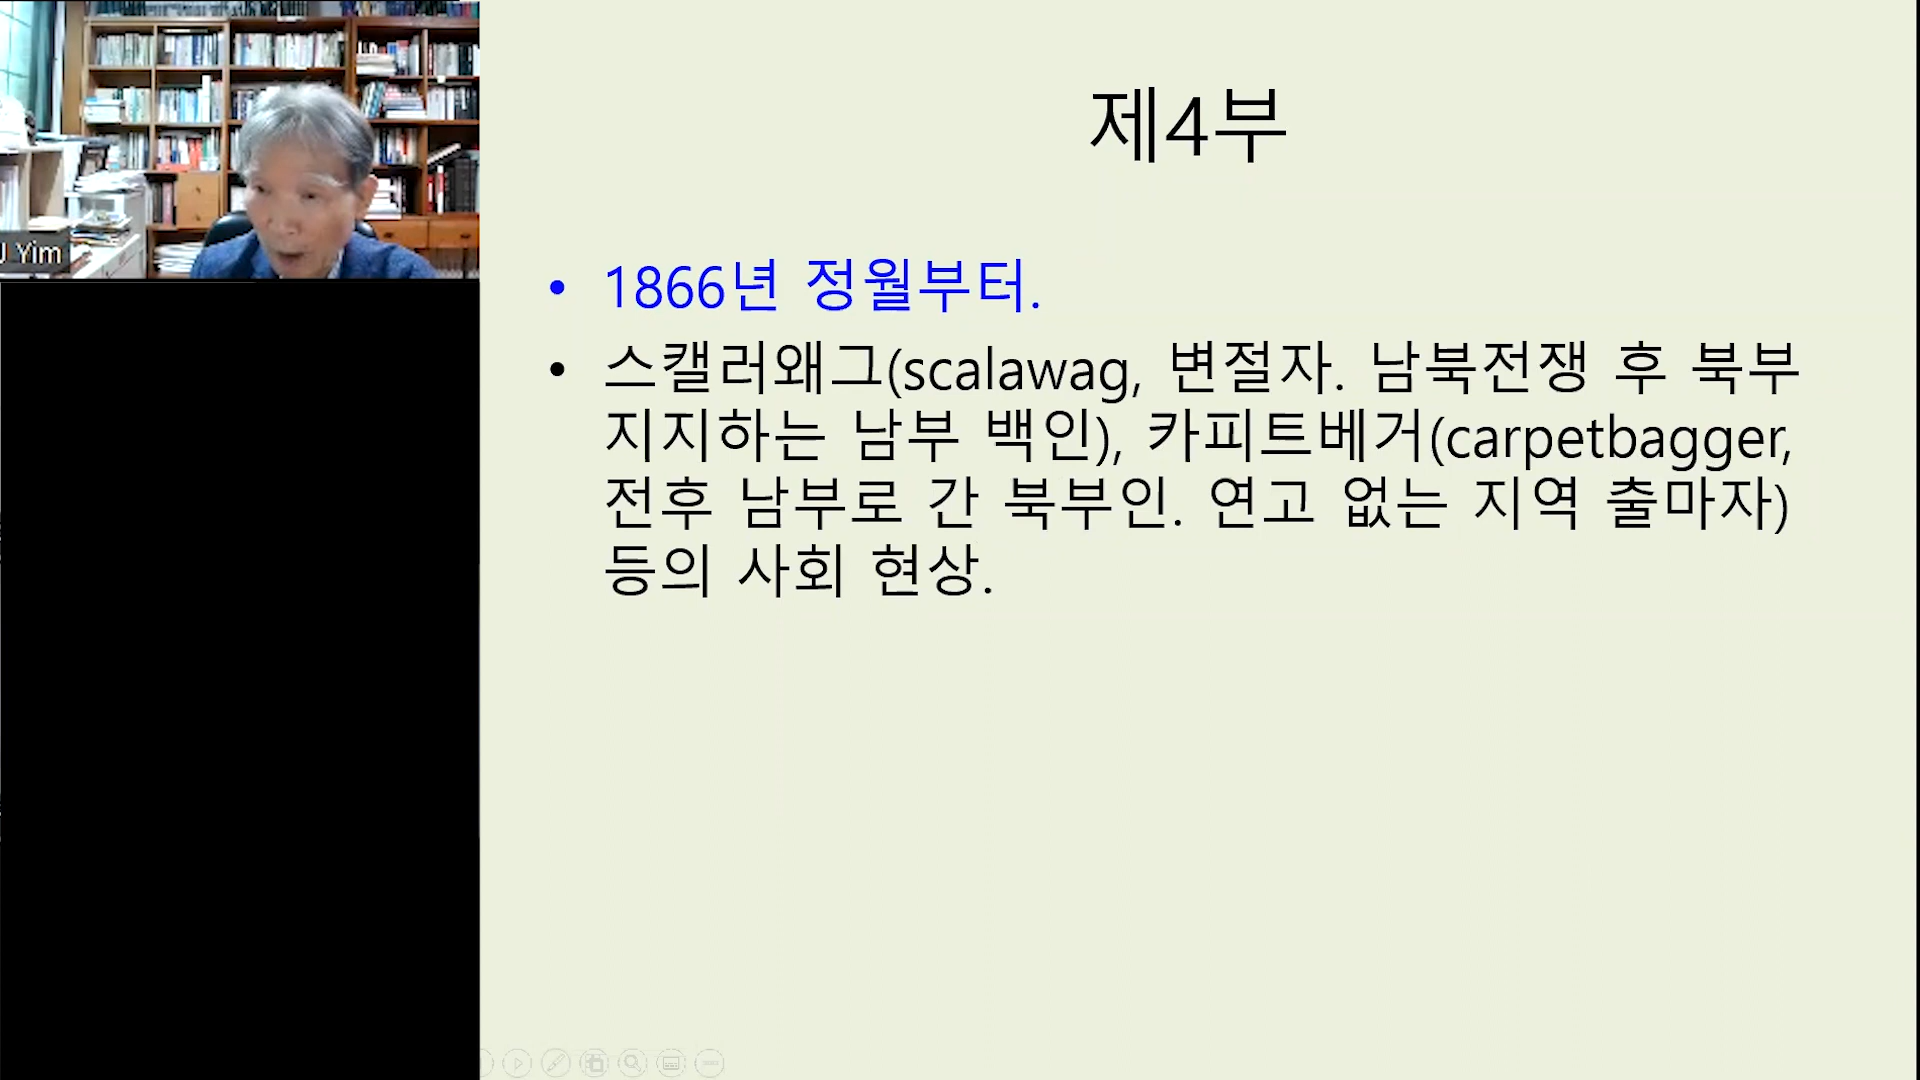 제4부
• 1866년 정월부터.
• 스캘러왜그(scalawag, 변절자. 남북전쟁 후 북부
지지하는 남부 백인), 카피트베거(carpetbagger,
전후 남부로 간 북부인. 연고 없는 지역 출마자)
등의 사회 현상.
J Yim